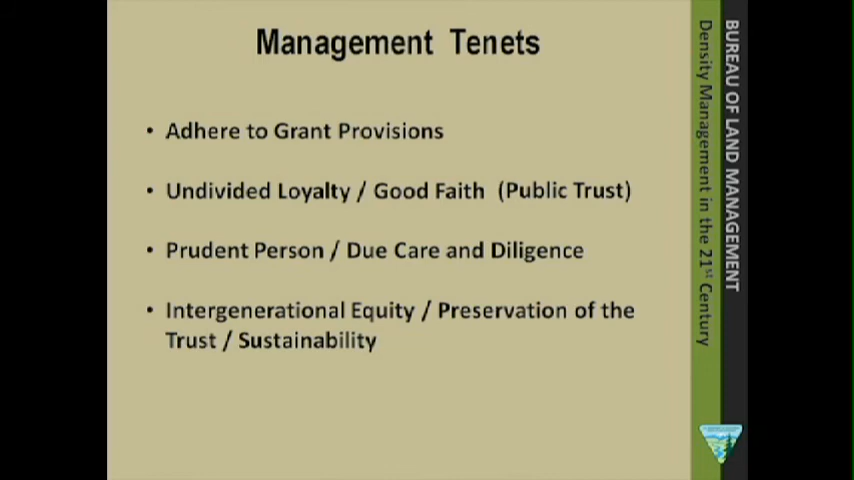 Management Tenets
• Adhere to Grant Provisions
• Undivided Loyalty / Good Faith (Public Trust)
• Prudent Person / Due Care and Diligence
• Intergenerational Equity / Preservation of the
Trust / Sustainability
BUREAU OF LAND MANAGEMENT
Density Management in the 21st Century